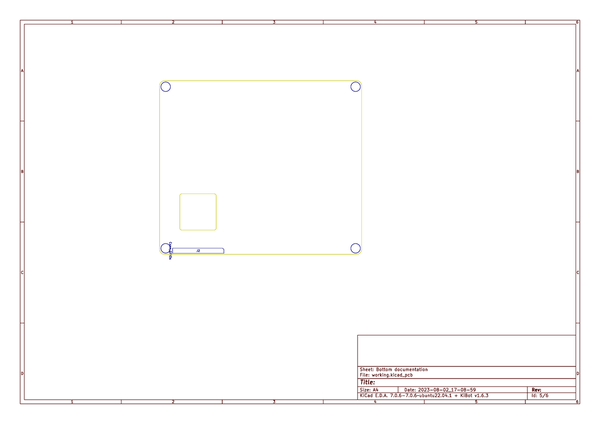 1 2 3 4 5 6
A A
B B
C C
D D
Sheet: Bottom documentation
File: working.kicad_pcb
Title:
Size: A4 Date: 2023-08-02_17-08-59 Rev:
KiCad E.D.A. 7.0.6-7.0.6~ubuntu22.04.1 + KiBot v1.6.3 Id: 5/6
1 2 3 4 5 6